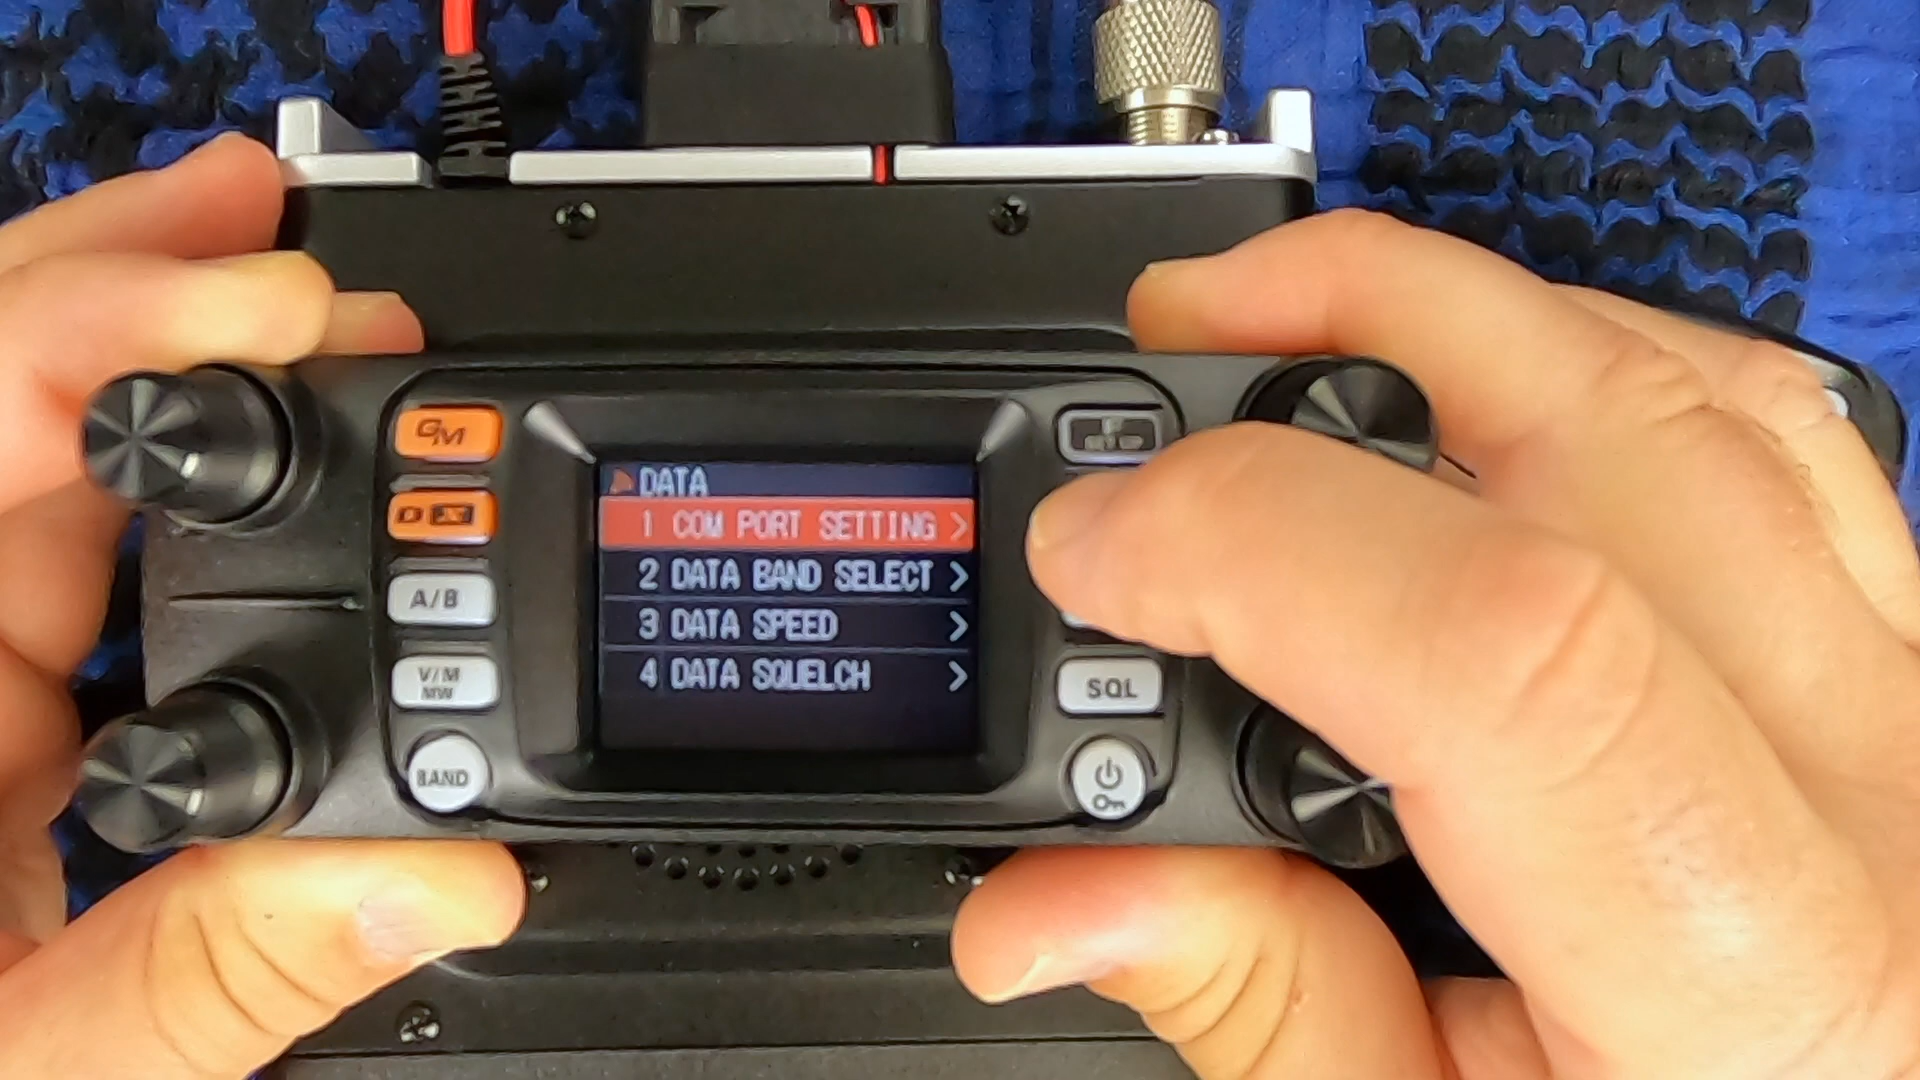 GM
DATA
1 COM PORT SETTING >
D X
2 DATA BAND SELECT >
A/B
3 DATA SPEED >
V/M
MW
4 DATA SQUELCH >
SQL
BAND